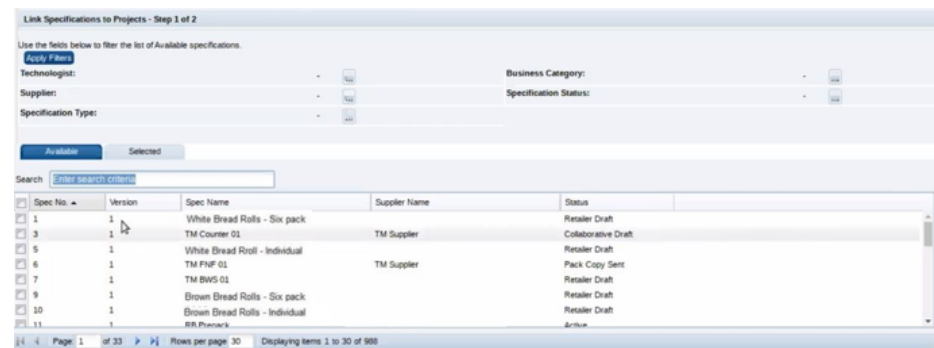 Link Specifications to Projects - Step 1 of 2
Use the fields below to filter the list of Available specifications.
Apply Filters
Technologist: - ... Business Category: - ...
Supplier: - ... Specification Status: - ...
Specification Type: - ...
Available Selected
Search Enter search criteria
Spec No. Version Spec Name Supplier Name Status
1 1 White Bread Rolls - Six pack Retailer Draft
3 1 TM Counter 01 TM Supplier Collaborative Draft
5 1 White Bread Rroll - Individual Retailer Draft
6 1 TM FNF 01 TM Supplier Pack Copy Sent
7 1 TM BWS 01 Retailer Draft
9 1 Brown Bread Rolls - Six pack Retailer Draft
10 1 Brown Bread Rolls - Individual Retailer Draft
11 1 RB Prepack Active
Page 1 of 33 Rows per page 30 Displaying items 1 to 30 of 988